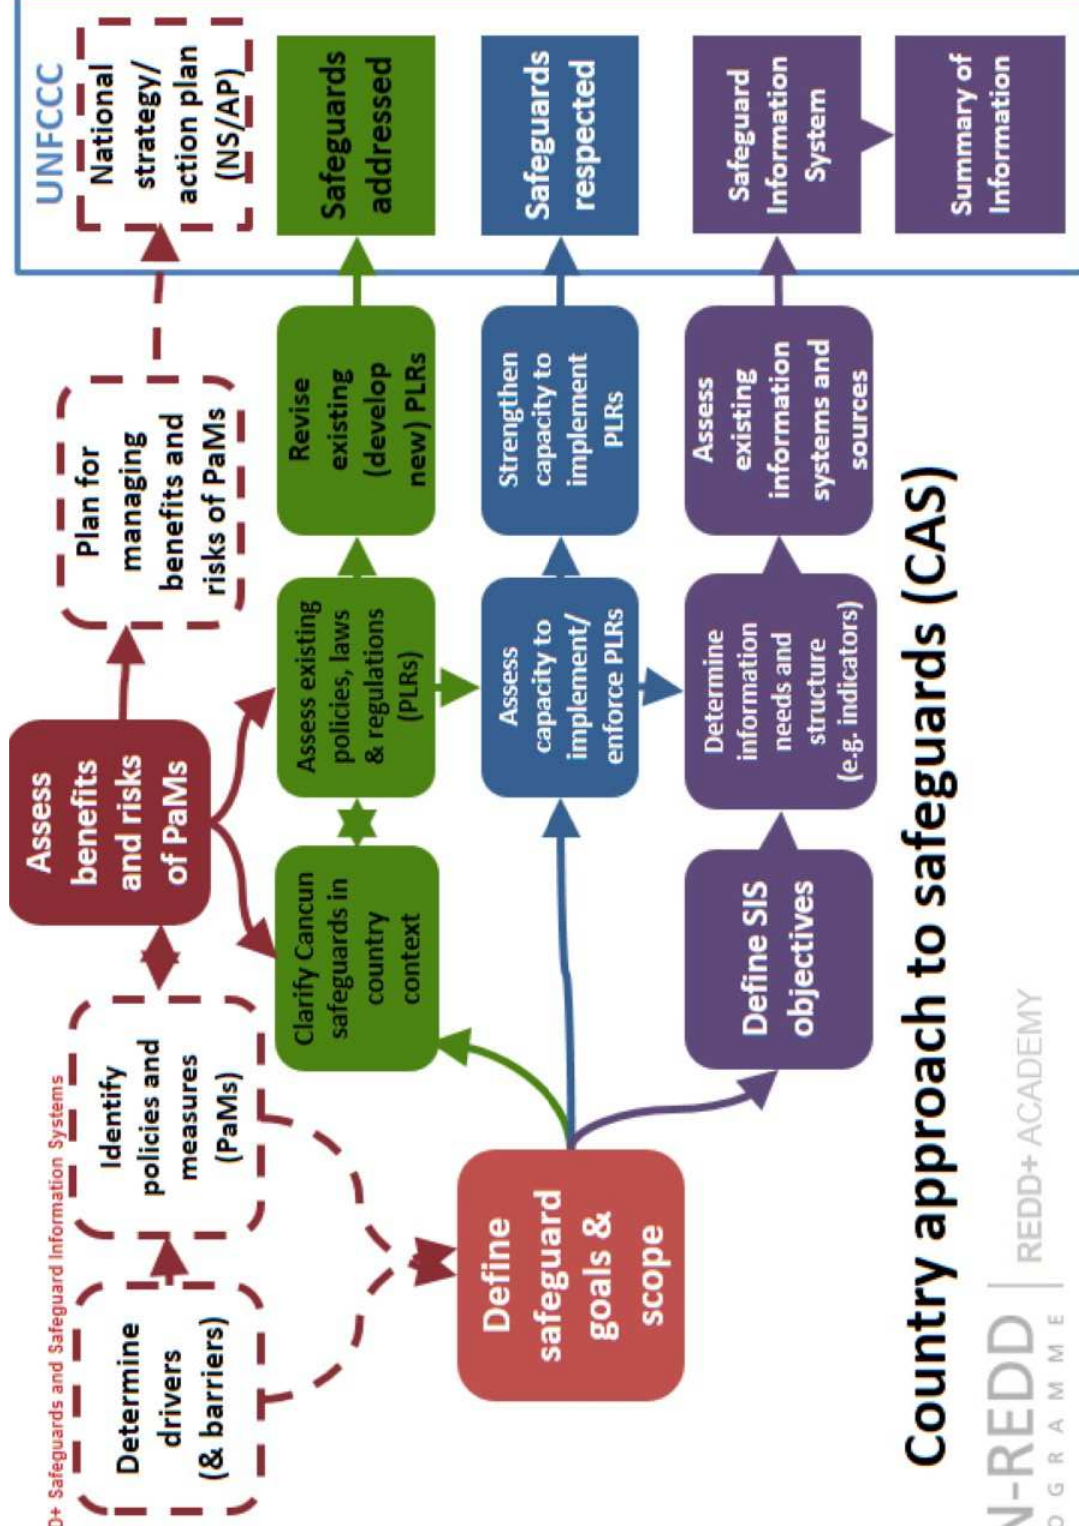 D+ Safeguards and Safeguard Information Systems
Determine
drivers
(& barriers)
Identify
policies and
measures
(PaMs)
Assess
benefits
and risks
of PaMs
Plan for
managing
benefits and
risks of PaMs
UNFCCC
National
strategy/
action plan
(NS/AP)
Define
safeguard
goals &
scope
Clarify Cancun
safeguards in
country
context
Assess existing
policies, laws
& regulations
(PLRs)
Revise
existing
(develop
new) PLRs
Safeguards
addressed
Assess
capacity to
implement/
enforce PLRs
Strengthen
capacity to
implement
PLRs
Safeguards
respected
Define SIS
objectives
Determine
information
needs and
structure
(e.g. indicators)
Assess
existing
information
systems and
sources
Safeguard
Information
System
Summary of
Information
Country approach to safeguards (CAS)
N-REDD
OGRAMME
REDD+ ACADEMY